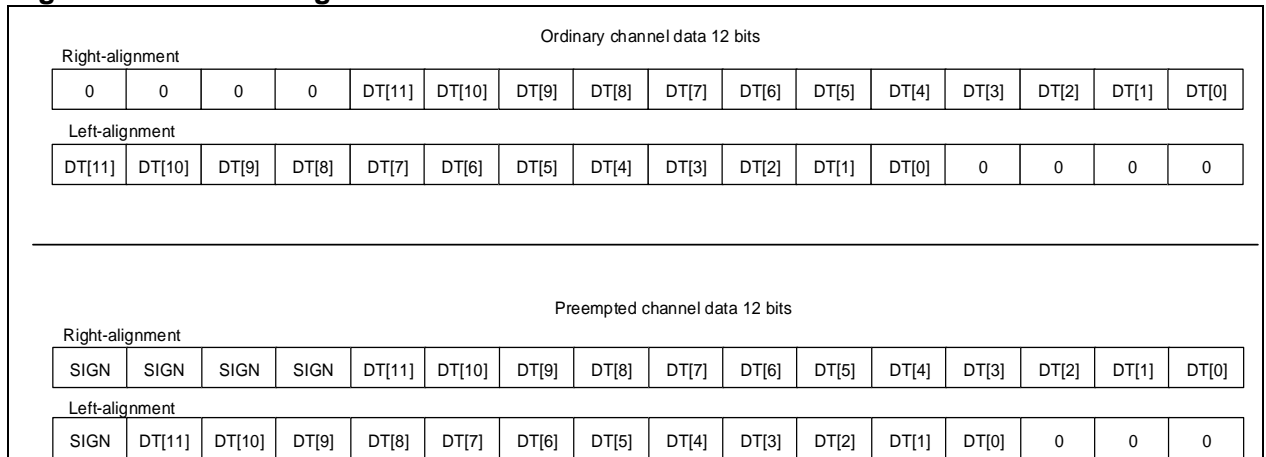 Ordinary channel data 12 bits
Right-alignment
0 0 0 0 DT[11] DT[10] DT[9] DT[8] DT[7] DT[6] DT[5] DT[4] DT[3] DT[2] DT[1] DT[0]
Left-alignment
DT[11] DT[10] DT[9] DT[8] DT[7] DT[6] DT[5] DT[4] DT[3] DT[2] DT[1] DT[0] 0 0 0 0
Preempted channel data 12 bits
Right-alignment
SIGN SIGN SIGN SIGN DT[11] DT[10] DT[9] DT[8] DT[7] DT[6] DT[5] DT[4] DT[3] DT[2] DT[1] DT[0]
Left-alignment
SIGN DT[11] DT[10] DT[9] DT[8] DT[7] DT[6] DT[5] DT[4] DT[3] DT[2] DT[1] DT[0] 0 0 0